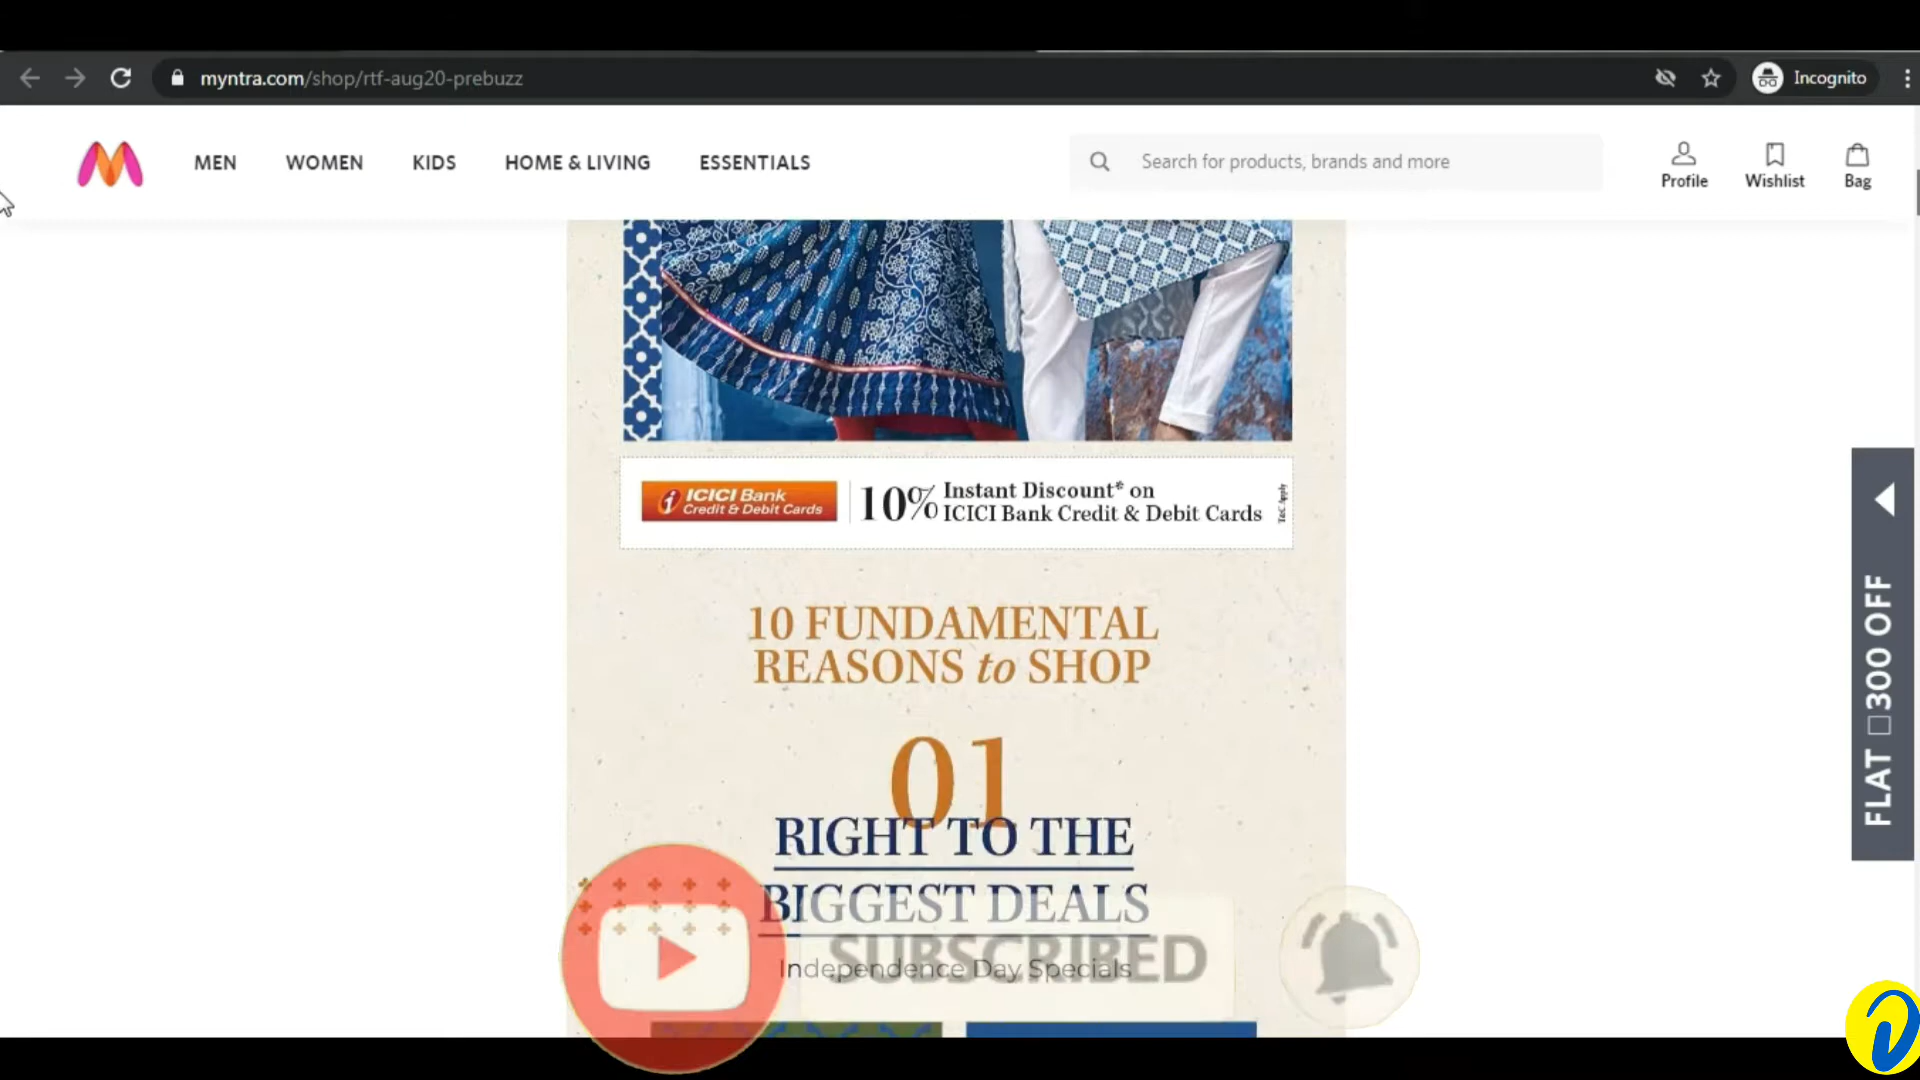 myntra.com/shop/rtf-aug20-prebuzz
Incognito
MEN WOMEN KIDS HOME & LIVING ESSENTIALS
Search for products, brands and more
Profile
Wishlist
Bag
ICICI Bank
Credit & Debit Cards
10% Instant Discount* on
ICICI Bank Credit & Debit Cards
T&C Apply
10 FUNDAMENTAL
REASONS to SHOP
01
RIGHT TO THE
BIGGEST DEALS
Independence Day Specials
SUBSCRIBED
FLAT □300 OFF